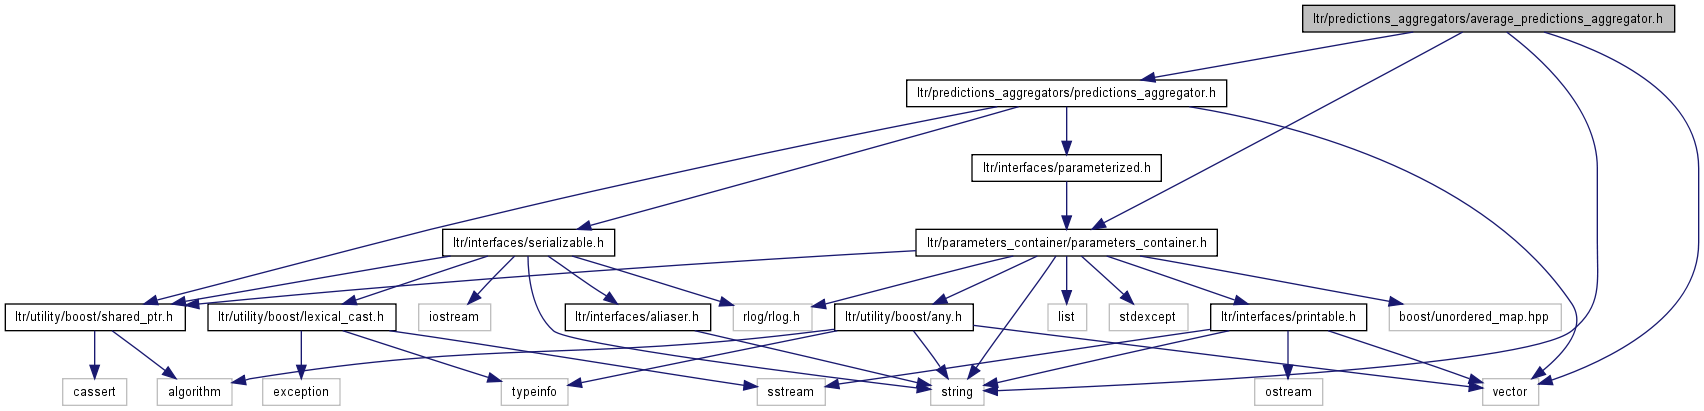 ltr/predictions_aggregators/average_predictions_aggregator.h
ltr/predictions_aggregators/predictions_aggregator.h
ltr/interfaces/parameterized.h
ltr/interfaces/serializable.h
ltr/parameters_container/parameters_container.h
ltr/utility/boost/shared_ptr.h
ltr/utility/boost/lexical_cast.h
iostream
ltr/interfaces/aliaser.h
rlog/rlog.h
ltr/utility/boost/any.h
list
stdexcept
ltr/interfaces/printable.h
boost/unordered_map.hpp
cassert
algorithm
exception
typeinfo
sstream
string
ostream
vector